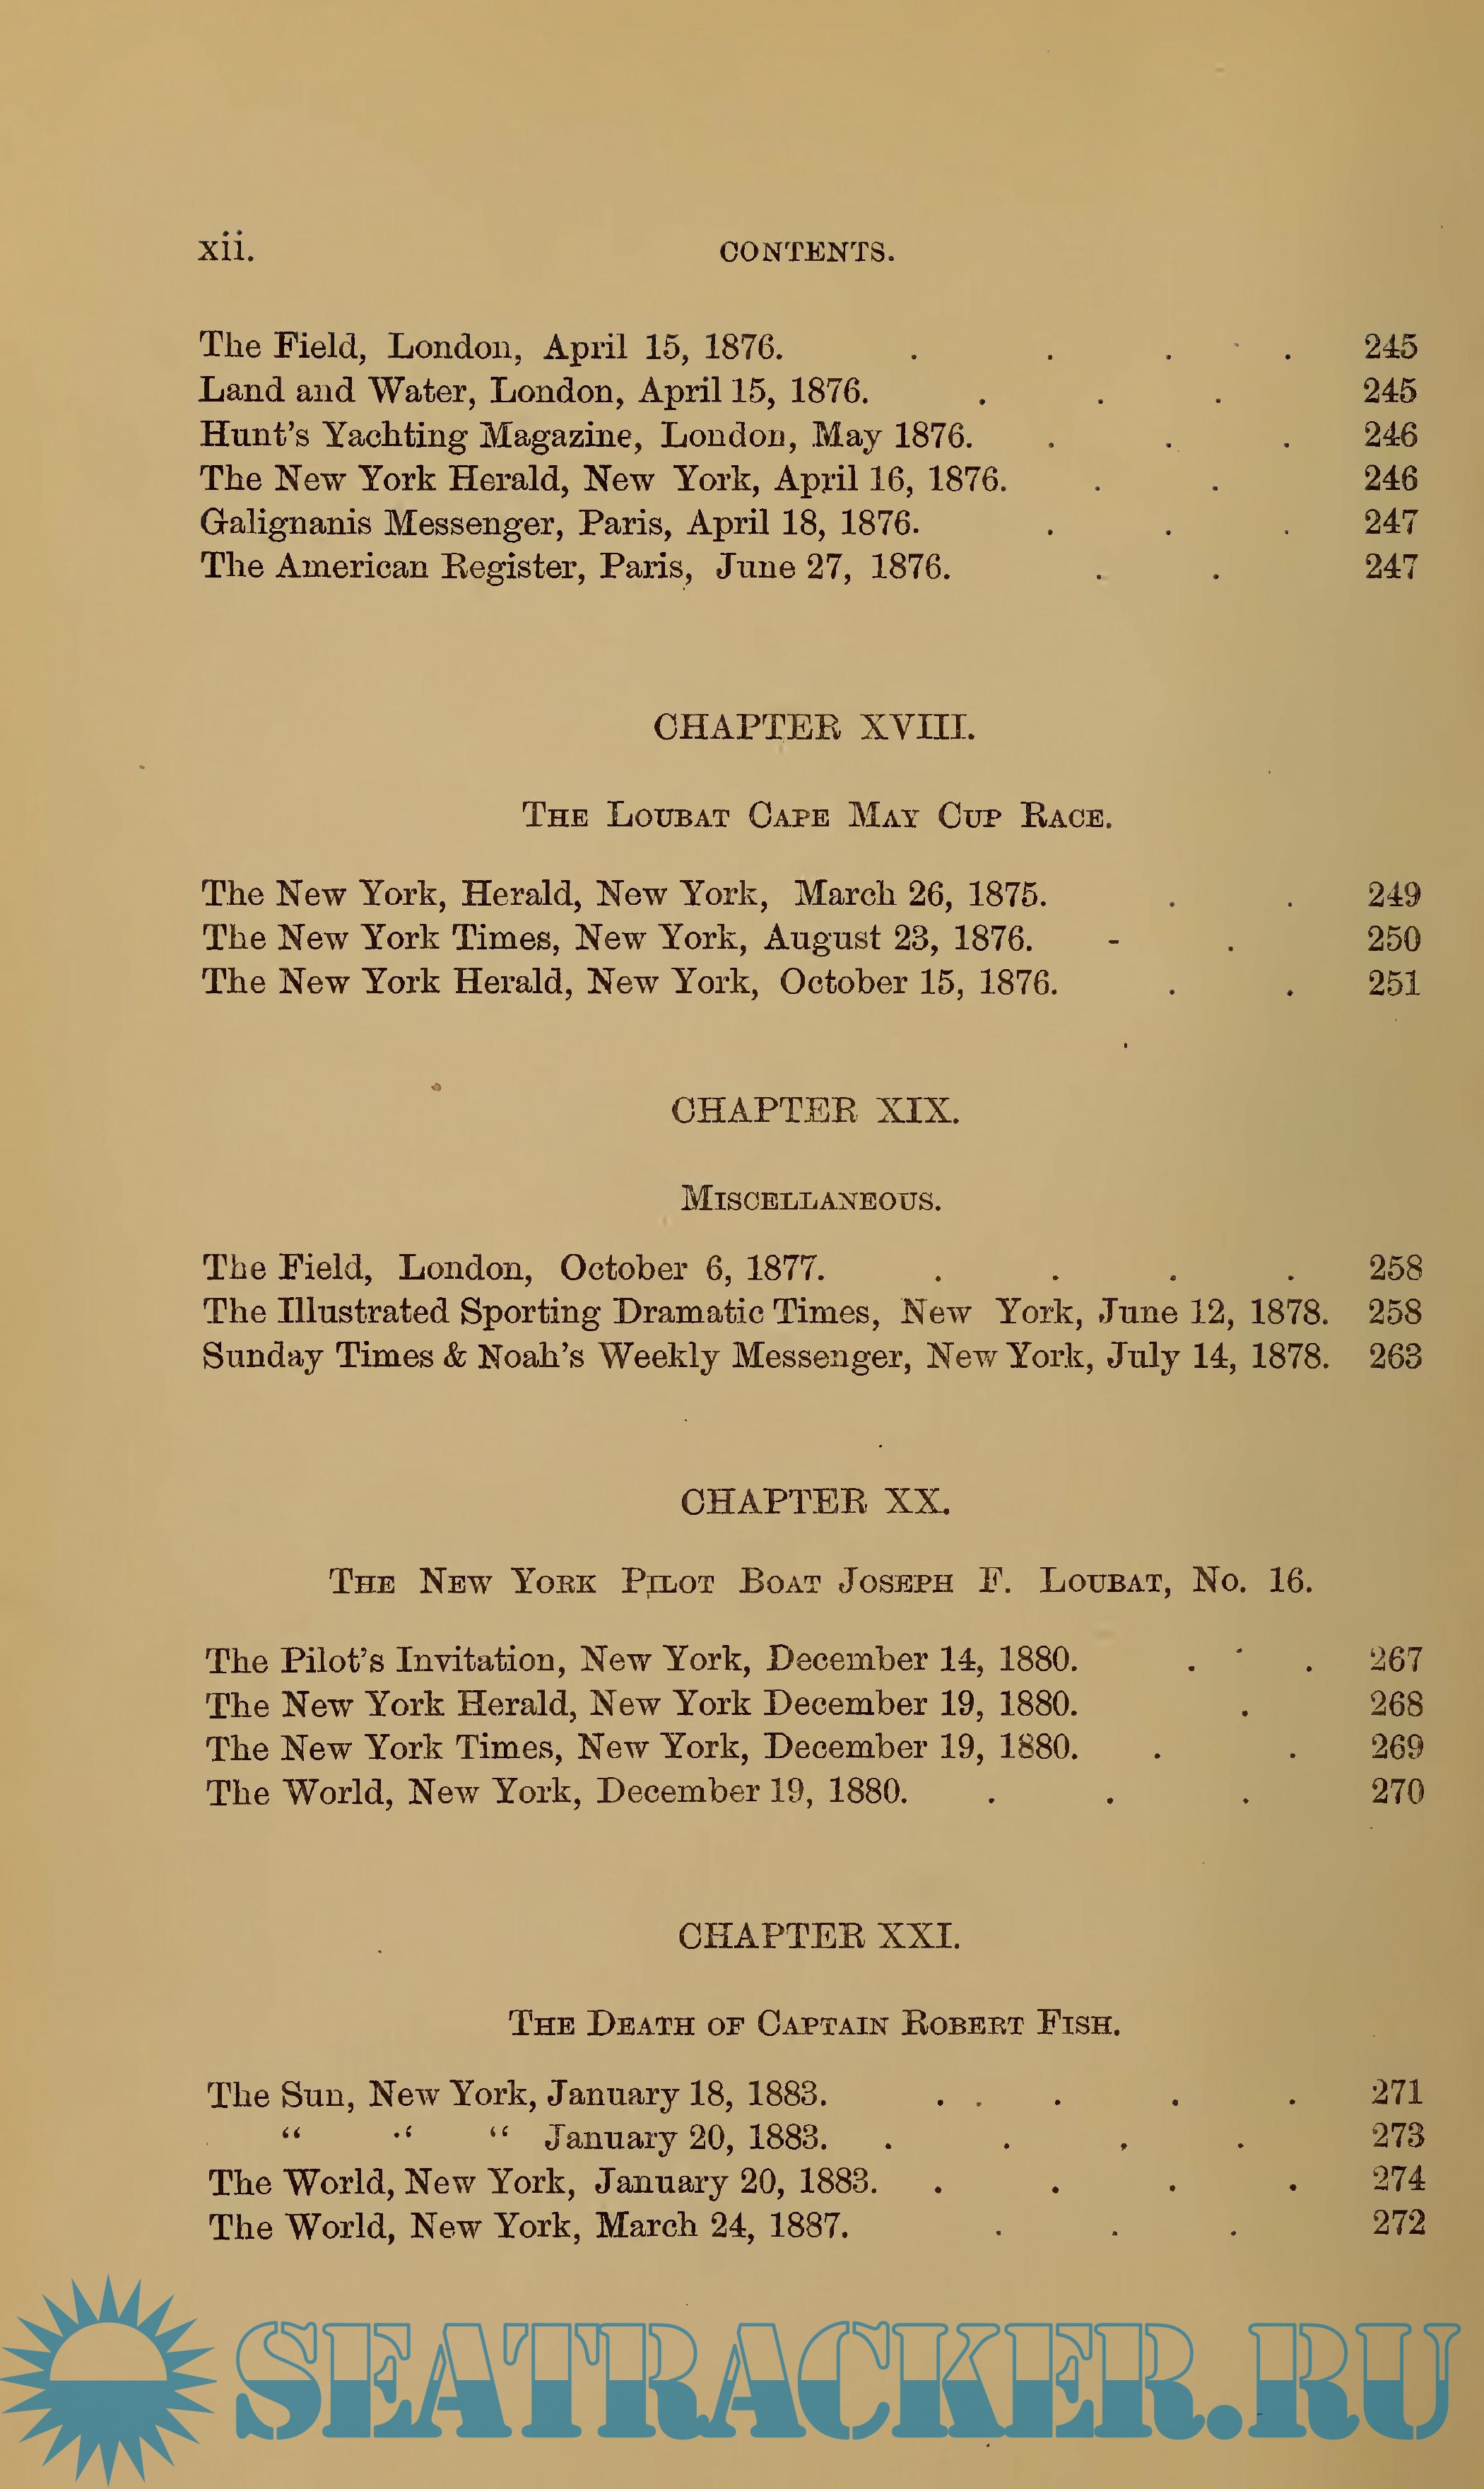 xii. CONTENTS.
The Field, London, April 15, 1876. . . . . 245
Land and Water, London, April 15, 1876. . . . 245
Hunt's Yachting Magazine, London, May 1876. . . . 246
The New York Herald, New York, April 16, 1876. . . 246
Galignanis Messenger, Paris, April 18, 1876. . . . 247
The American Register, Paris, June 27, 1876. . . 247
CHAPTER XVIII.
The Loubat Cape May Cup Race.
The New York, Herald, New York, March 26, 1875. . . 249
The New York Times, New York, August 23, 1876. - . 250
The New York Herald, New York, October 15, 1876. . . 251
CHAPTER XIX.
Miscellaneous.
The Field, London, October 6, 1877. . . . . 258
The Illustrated Sporting Dramatic Times, New York, June 12, 1878. 258
Sunday Times & Noah's Weekly Messenger, New York, July 14, 1878. 263
CHAPTER XX.
The New York Pilot Boat Joseph F. Loubat, No. 16.
The Pilot's Invitation, New York, December 14, 1880. . . 267
The New York Herald, New York December 19, 1880. . 268
The New York Times, New York, December 19, 1880. . . 269
The World, New York, December 19, 1880. . . . 270
CHAPTER XXI.
The Death of Captain Robert Fish.
The Sun, New York, January 18, 1883. . . . . . 271
“ “ “ January 20, 1883. . . . . 273
The World, New York, January 20, 1883. . . . . 274
The World, New York, March 24, 1887. . . . 272
SEATRACKER.RU